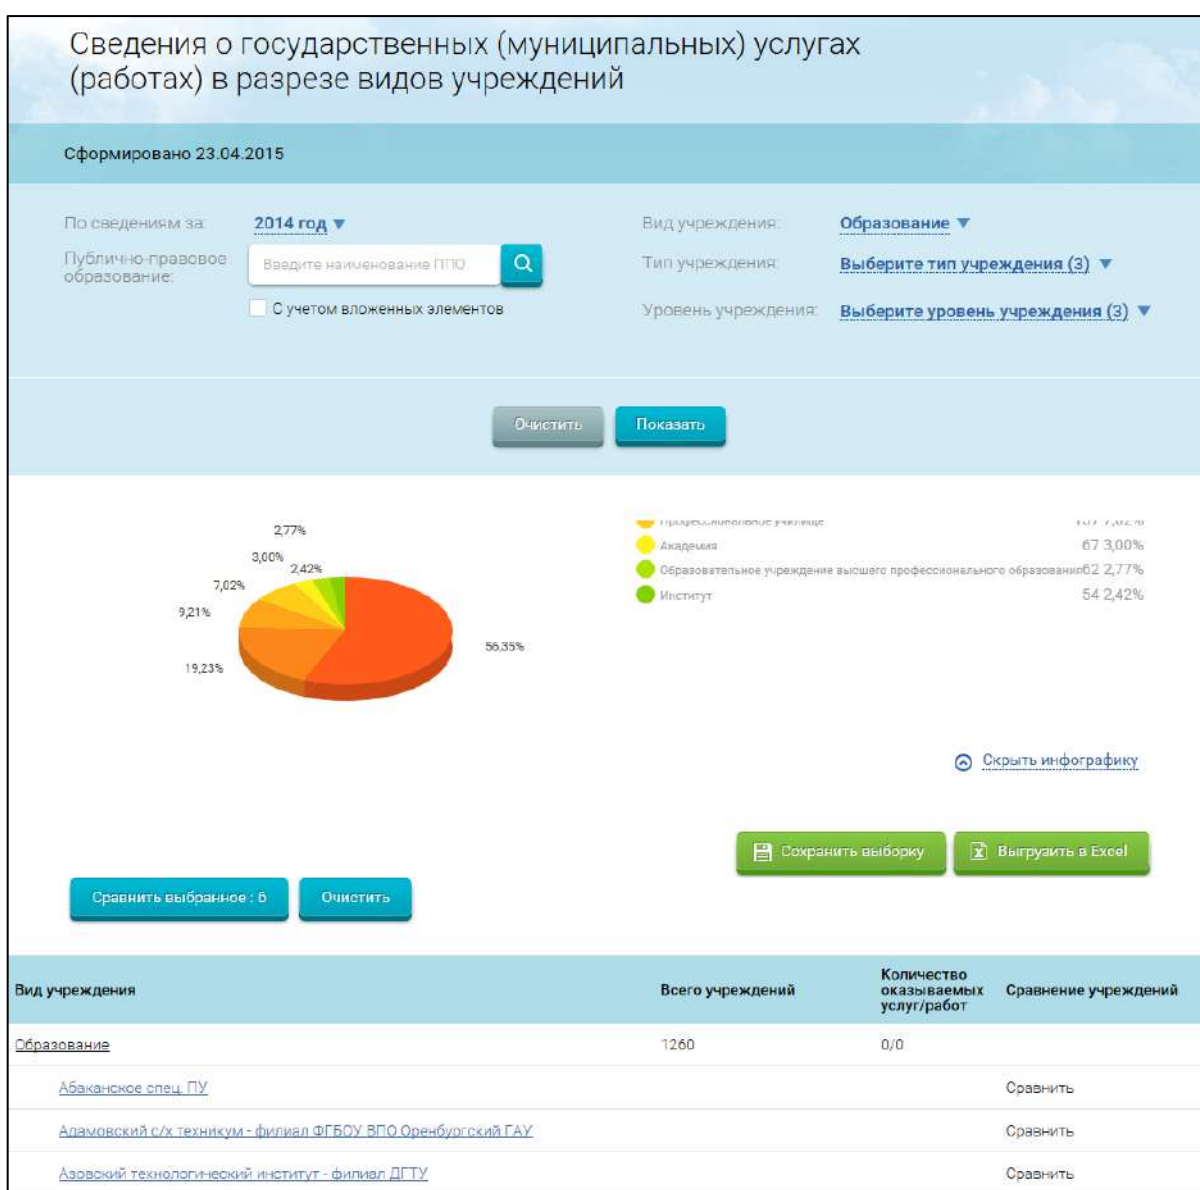 Сведения о государственных (муниципальных) услугах
(работах) в разрезе видов учреждений
Сформировано 23.04.2015
По сведениям за: 2014 год
Вид учреждения: Образование
Публично-правовое
образование:
Введите наименование ППО
Тип учреждения: Выберите тип учреждения (3)
С учетом вложенных элементов
Уровень учреждения: Выберите уровень учреждения (3)
Очистить Показать
2,77%
3,00%
2,42%
7,02%
9,21%
19,23%
56,35%
Профессиональное училище 157 7,02%
Академия 67 3,00%
Образовательное учреждение высшего профессионального образования 62 2,77%
Институт 54 2,42%
Скрыть инфографику
Сохранить выборку Выгрузить в Excel
Сравнить выбранное : 6 Очистить
Вид учреждения Всего учреждений Количество
оказываемых
услуг/работ Сравнение учреждений
Образование 1260 0/0
Абаканское спец. ПУ Сравнить
Адамовский с/х техникум - филиал ФГБОУ ВПО Оренбургский ГАУ Сравнить
Азовский технологический институт - филиал ДГТУ Сравнить